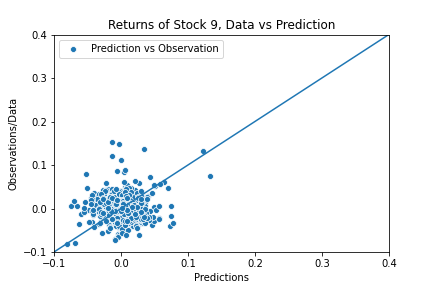 Returns of Stock 9, Data vs Prediction
Prediction vs Observation
Observations/Data
0.4
0.3
0.2
0.1
0.0
−0.1
−0.1 0.0 0.1 0.2 0.3 0.4
Predictions